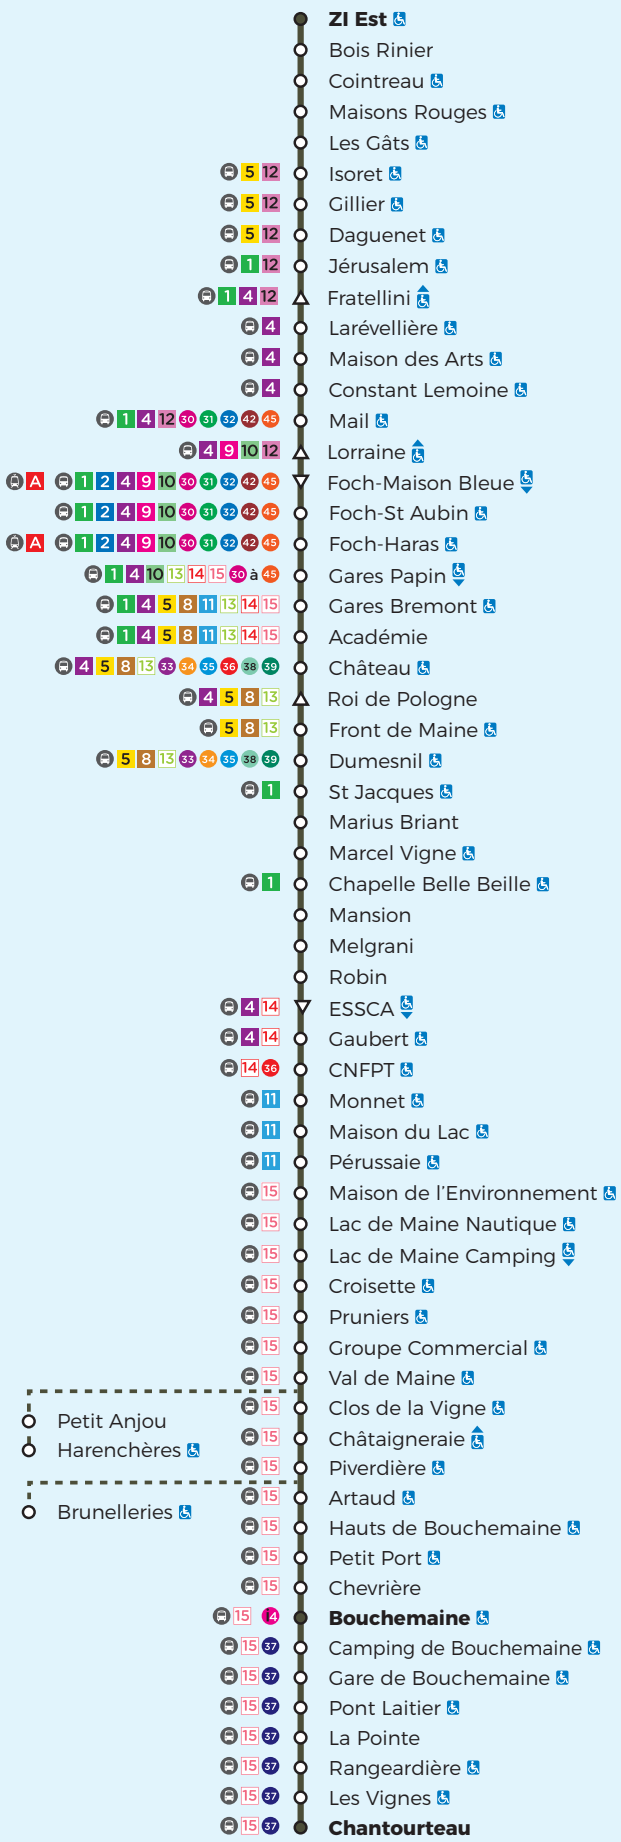 ZI Est
Bois Rinier
Cointreau
Maisons Rouges
Les Gâts
5 12 Isoret
5 12 Gillier
5 12 Daguenet
1 12 Jérusalem
1 4 12 Fratellini
4 Larévellière
4 Maison des Arts
4 Constant Lemoine
1 4 12 30 31 32 42 45 Mail
4 9 10 12 Lorraine
A 1 2 4 9 10 30 31 32 42 45 Foch-Maison Bleue
1 2 4 9 10 30 31 32 42 45 Foch-St Aubin
A 1 2 4 9 10 30 31 32 42 45 Foch-Haras
1 4 10 13 14 15 30 à 45 Gares Papin
1 4 5 8 11 13 14 15 Gares Bremont
1 4 5 8 11 13 14 15 Académie
4 5 8 13 33 34 35 36 38 39 Château
4 5 8 13 Roi de Pologne
5 8 13 Front de Maine
5 8 13 33 34 35 38 39 Dumesnil
1 St Jacques
Marius Briant
Marcel Vigne
1 Chapelle Belle Beille
Mansion
Melgrani
Robin
4 14 ESSCA
4 14 Gaubert
14 36 CNFPT
11 Monnet
11 Maison du Lac
11 Pérussaie
15 Maison de l'Environnement
15 Lac de Maine Nautique
15 Lac de Maine Camping
15 Croisette
15 Pruniers
15 Groupe Commercial
15 Val de Maine
15 Clos de la Vigne
Petit Anjou
15 Châtaigneraie
Harenchères
15 Piverdière
15 Artaud
Brunelleries
15 Hauts de Bouchemaine
15 Petit Port
15 Chevrière
15 Bouchemaine
15 37 Camping de Bouchemaine
15 37 Gare de Bouchemaine
15 37 Pont Laitier
15 37 La Pointe
15 37 Rangeardière
15 37 Les Vignes
15 37 Chantourteau